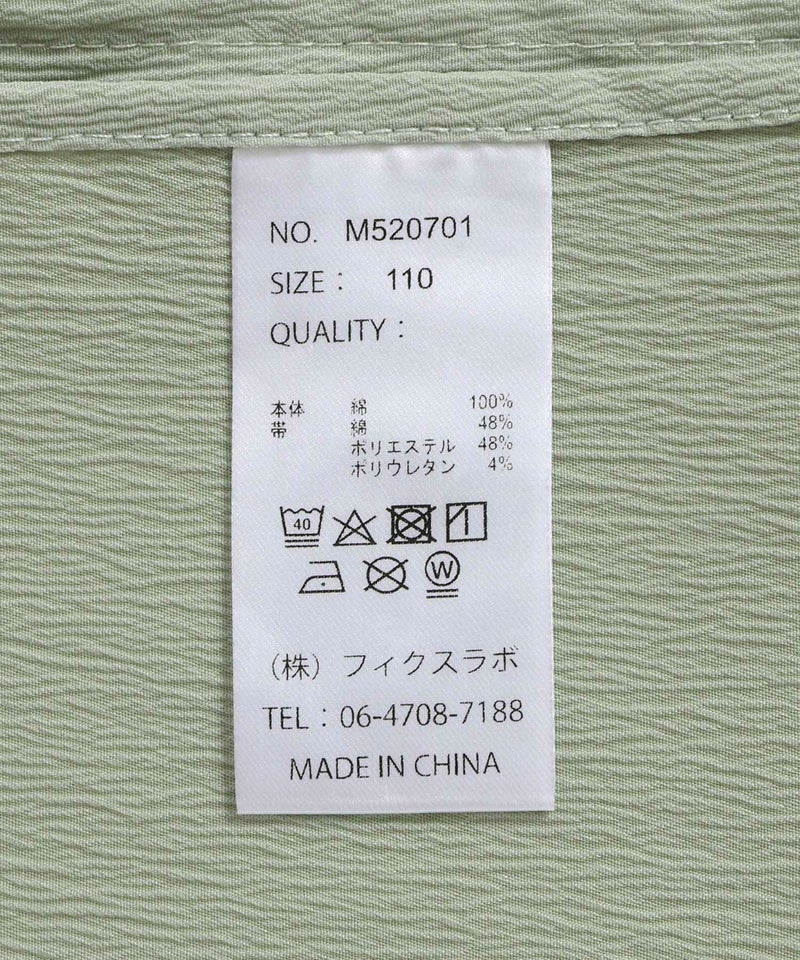 NO. M520701
SIZE： 110
QUALITY：
本体 綿 100%
帯 綿 48%
ポリエステル 48%
ポリウレタン 4%
40
W
（株）フィクスラボ
TEL：06-4708-7188
MADE IN CHINA